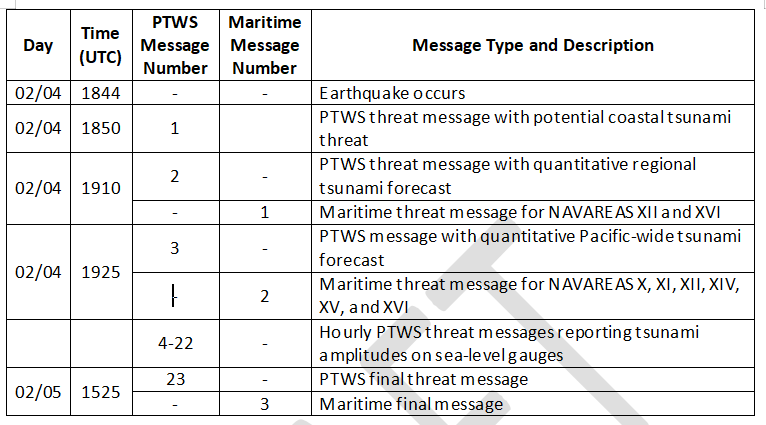 Day Time (UTC) PTWS Message Number Maritime Message Number Message Type and Description
02/04 1844 - - Earthquake occurs
02/04 1850 1 PTWS threat message with potential coastal tsunami
threat
02/04 1910 2 - PTWS threat message with quantitative regional
tsunami forecast
- 1 Maritime threat message for NAVAREAS XII and XVI
02/04 1925 3 - PTWS message with quantitative Pacific-wide tsunami
forecast
- 2 Maritime threat message for NAVAREAS X, XI, XII, XIV,
XV, and XVI
4-22 - Hourly PTWS threat messages reporting tsunami
amplitudes on sea-level gauges
02/05 1525 23 - PTWS final threat message
- 3 Maritime final message